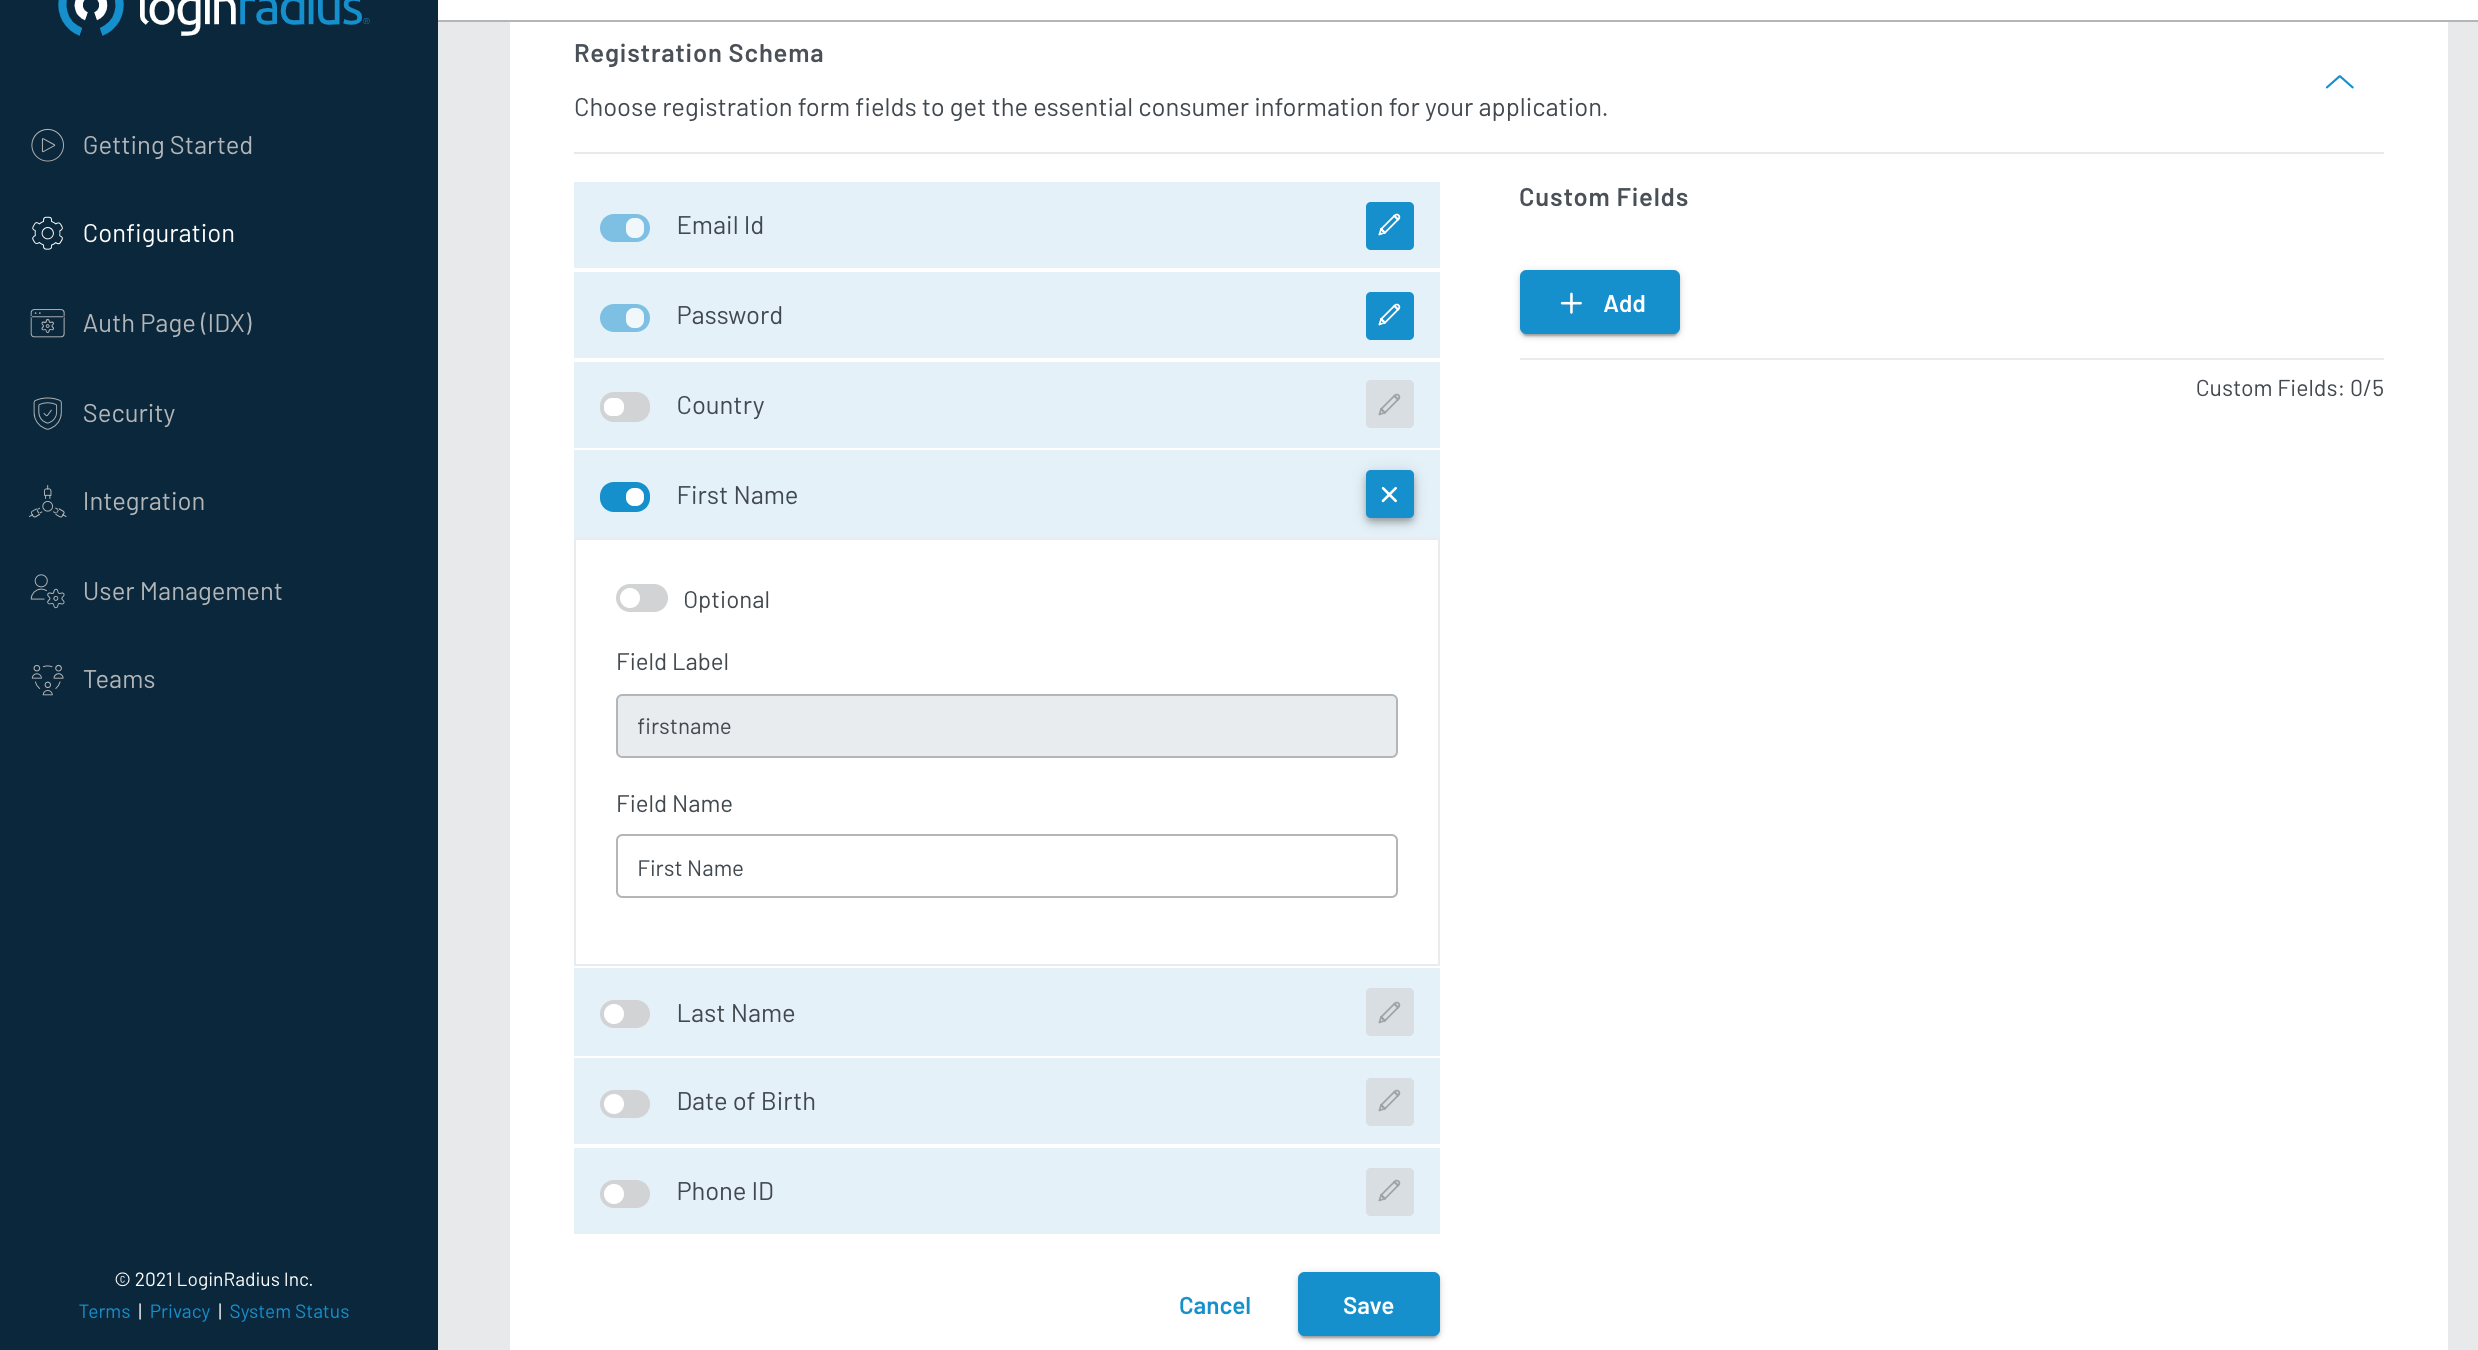 loginradius
Getting Started
Configuration
Auth Page (IDX)
Security
Integration
User Management
Teams
© 2021 LoginRadius Inc.
Terms | Privacy | System Status
Registration Schema
Choose registration form fields to get the essential consumer information for your application.
Email Id
Password
Country
First Name
Optional
Field Label
firstname
Field Name
First Name
Last Name
Date of Birth
Phone ID
Cancel
Save
Custom Fields
+ Add
Custom Fields: 0/5